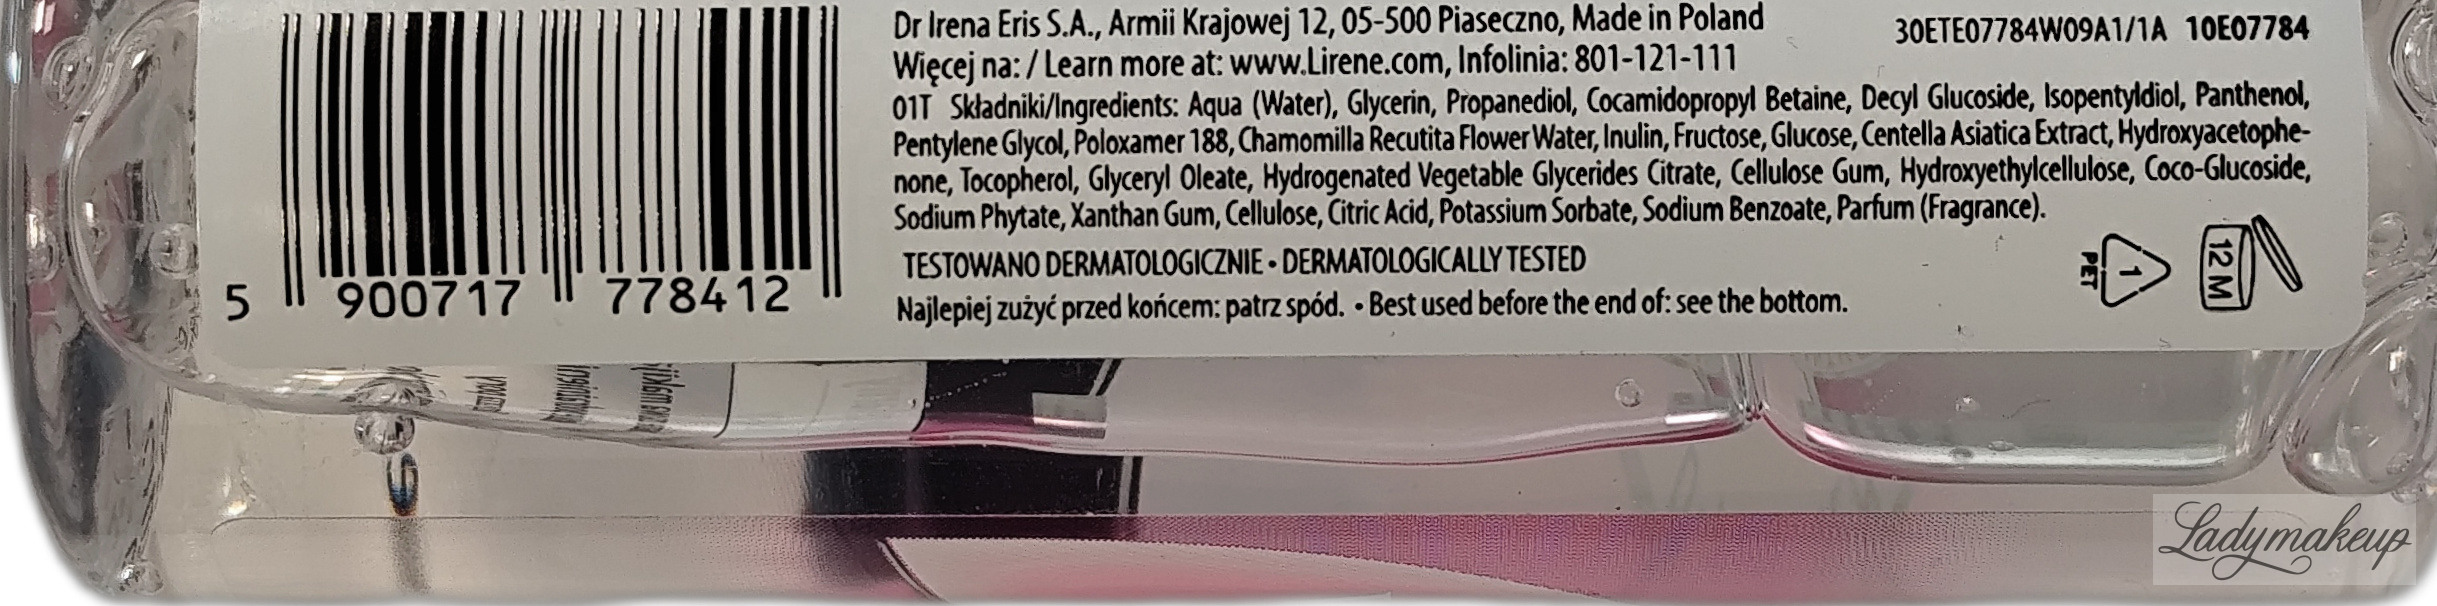 Dr Irena Eris S.A., Armii Krajowej 12, 05-500 Piaseczno, Made in Poland
30ETE07784W09A1/1A 10E07784
Więcej na: / Learn more at: www.Lirene.com, Infolinia: 801-121-111
01T Składniki/Ingredients: Aqua (Water), Glycerin, Propanediol, Cocamidopropyl Betaine, Decyl Glucoside, Isopentyldiol, Panthenol,
Pentylene Glycol, Poloxamer 188, Chamomilla Recutita Flower Water, Inulin, Fructose, Glucose, Centella Asiatica Extract, Hydroxyacetophe-
none, Tocopherol, Glyceryl Oleate, Hydrogenated Vegetable Glycerides Citrate, Cellulose Gum, Hydroxyethylcellulose, Coco-Glucoside,
Sodium Phytate, Xanthan Gum, Cellulose, Citric Acid, Potassium Sorbate, Sodium Benzoate, Parfum (Fragrance).
TESTOWANO DERMATOLOGICZNIE • DERMATOLOGICALLY TESTED
Najlepiej zużyć przed końcem: patrz spód. • Best used before the end of: see the bottom.
5 900717 778412
1
PET
12 M
Ladymakeup